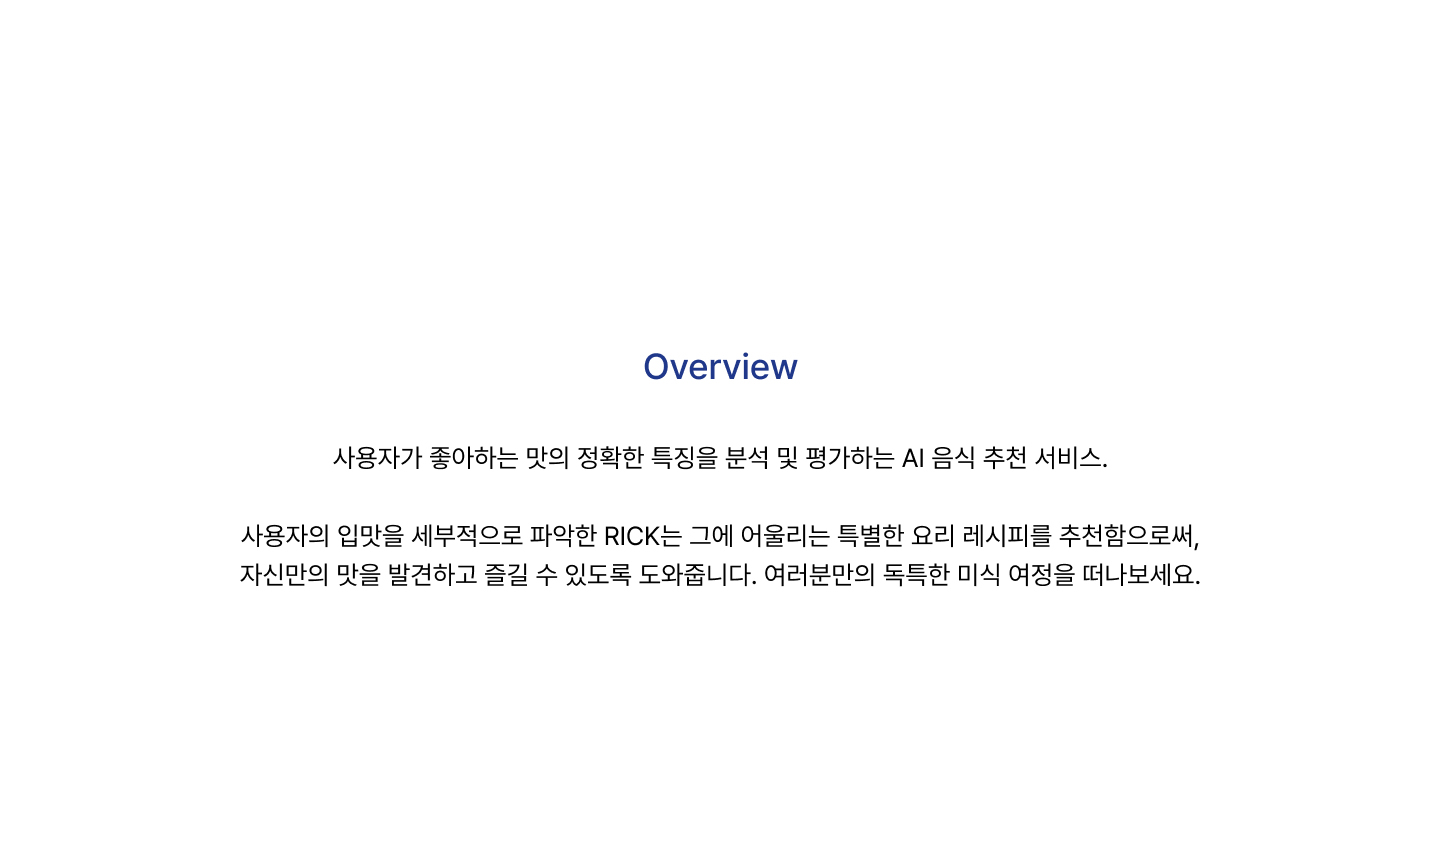 Overview
사용자가 좋아하는 맛의 정확한 특징을 분석 및 평가하는 AI 음식 추천 서비스.
사용자의 입맛을 세부적으로 파악한 RICK는 그에 어울리는 특별한 요리 레시피를 추천함으로써,
자신만의 맛을 발견하고 즐길 수 있도록 도와줍니다. 여러분만의 독특한 미식 여정을 떠나보세요.